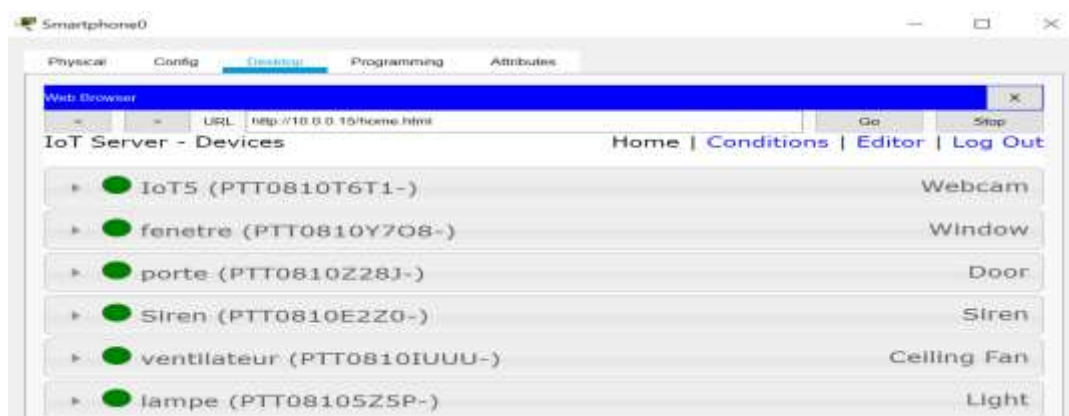 Smartphone0
Physical Config Desktop Programming Attributes
Web Browser X
< > URL http://10.0.0.15/home.html Go Stop
IoT Server - Devices Home | Conditions | Editor | Log Out
IoT5 (PTT0810T6T1-) Webcam
fenetre (PTT0810Y7O8-) Window
porte (PTT0810Z28J-) Door
Siren (PTT0810E2Z0-) Siren
ventilateur (PTT0810IUUU-) Ceiling Fan
lampe (PTT08105Z5P-) Light